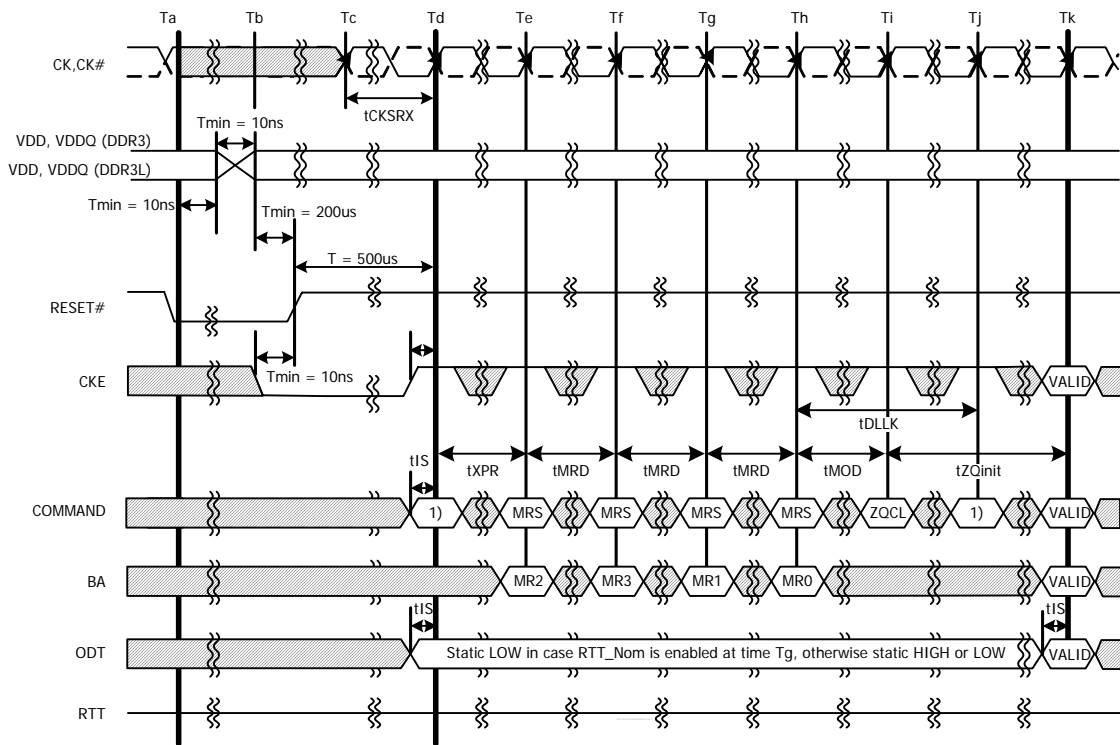 Ta Tb Tc Td Te Tf Tg Th Ti Tj Tk
CK,CK#
tCKSRX
Tmin = 10ns
VDD, VDDQ (DDR3)
VDD, VDDQ (DDR3L)
Tmin = 10ns
Tmin = 200us
T = 500us
RESET#
Tmin = 10ns
CKE
VALID
tDLLK
tIS
tXPR tMRD tMRD tMRD tMOD tZQinit
COMMAND
1) MRS MRS MRS MRS ZQCL 1) VALID
BA
MR2 MR3 MR1 MR0 VALID
tIS
tIS
ODT
Static LOW in case RTT_Nom is enabled at time Tg, otherwise static HIGH or LOW
VALID
RTT